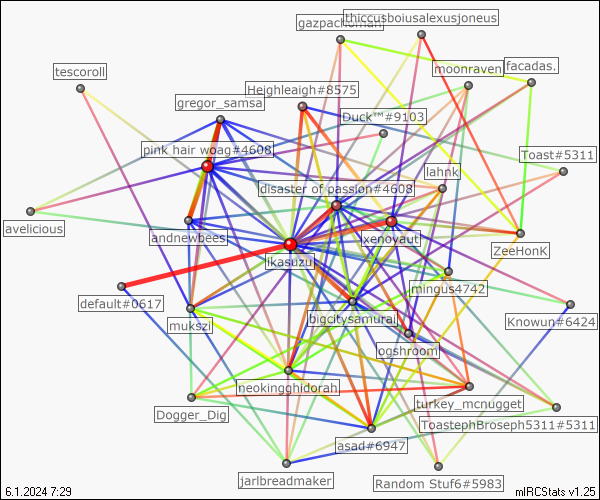 gazpachoman
thiccusboiusalexusjoneus
tescoroll
moonraven
facadas.
Heighleaigh#8575
gregor_samsa
Duck™#9103
pink hair woag#4608
Toast#5311
lahnk
disaster of passion#4608
avelicious
andnewbees
xenoyaut
ZeeHonK
ikasuzu
default#0617
mingus4742
mukszi
bigcitysamurai
Knowun#6424
ogshroom
neokingghidorah
turkey_mcnugget
Dogger_Dig
ToastephBroseph5311#5311
asad#6947
jarlbreadmaker
Random Stuf6#5983
6.1.2024 7:29
mIRCStats v1.25